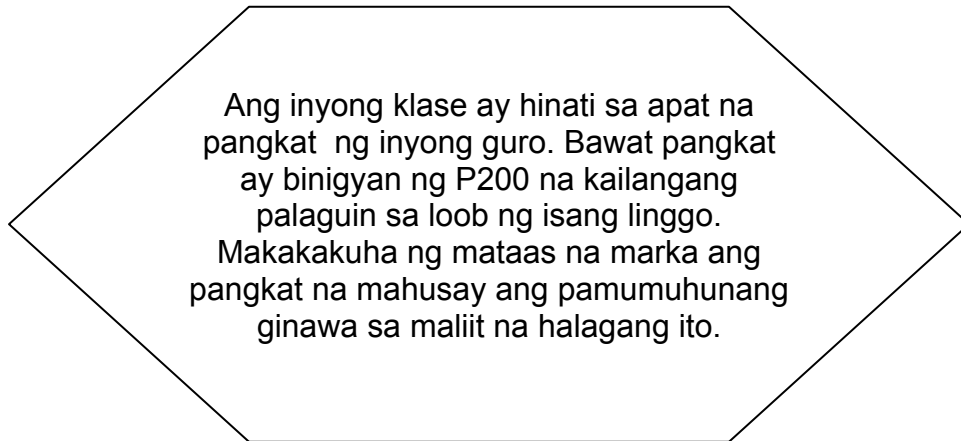 Ang inyong klase ay hinati sa apat na
pangkat  ng inyong guro. Bawat pangkat
ay binigyan ng P200 na kailangang
palaguin sa loob ng isang linggo.
Makakakuha ng mataas na marka ang
pangkat na mahusay ang pamumuhunang
ginawa sa maliit na halagang ito.